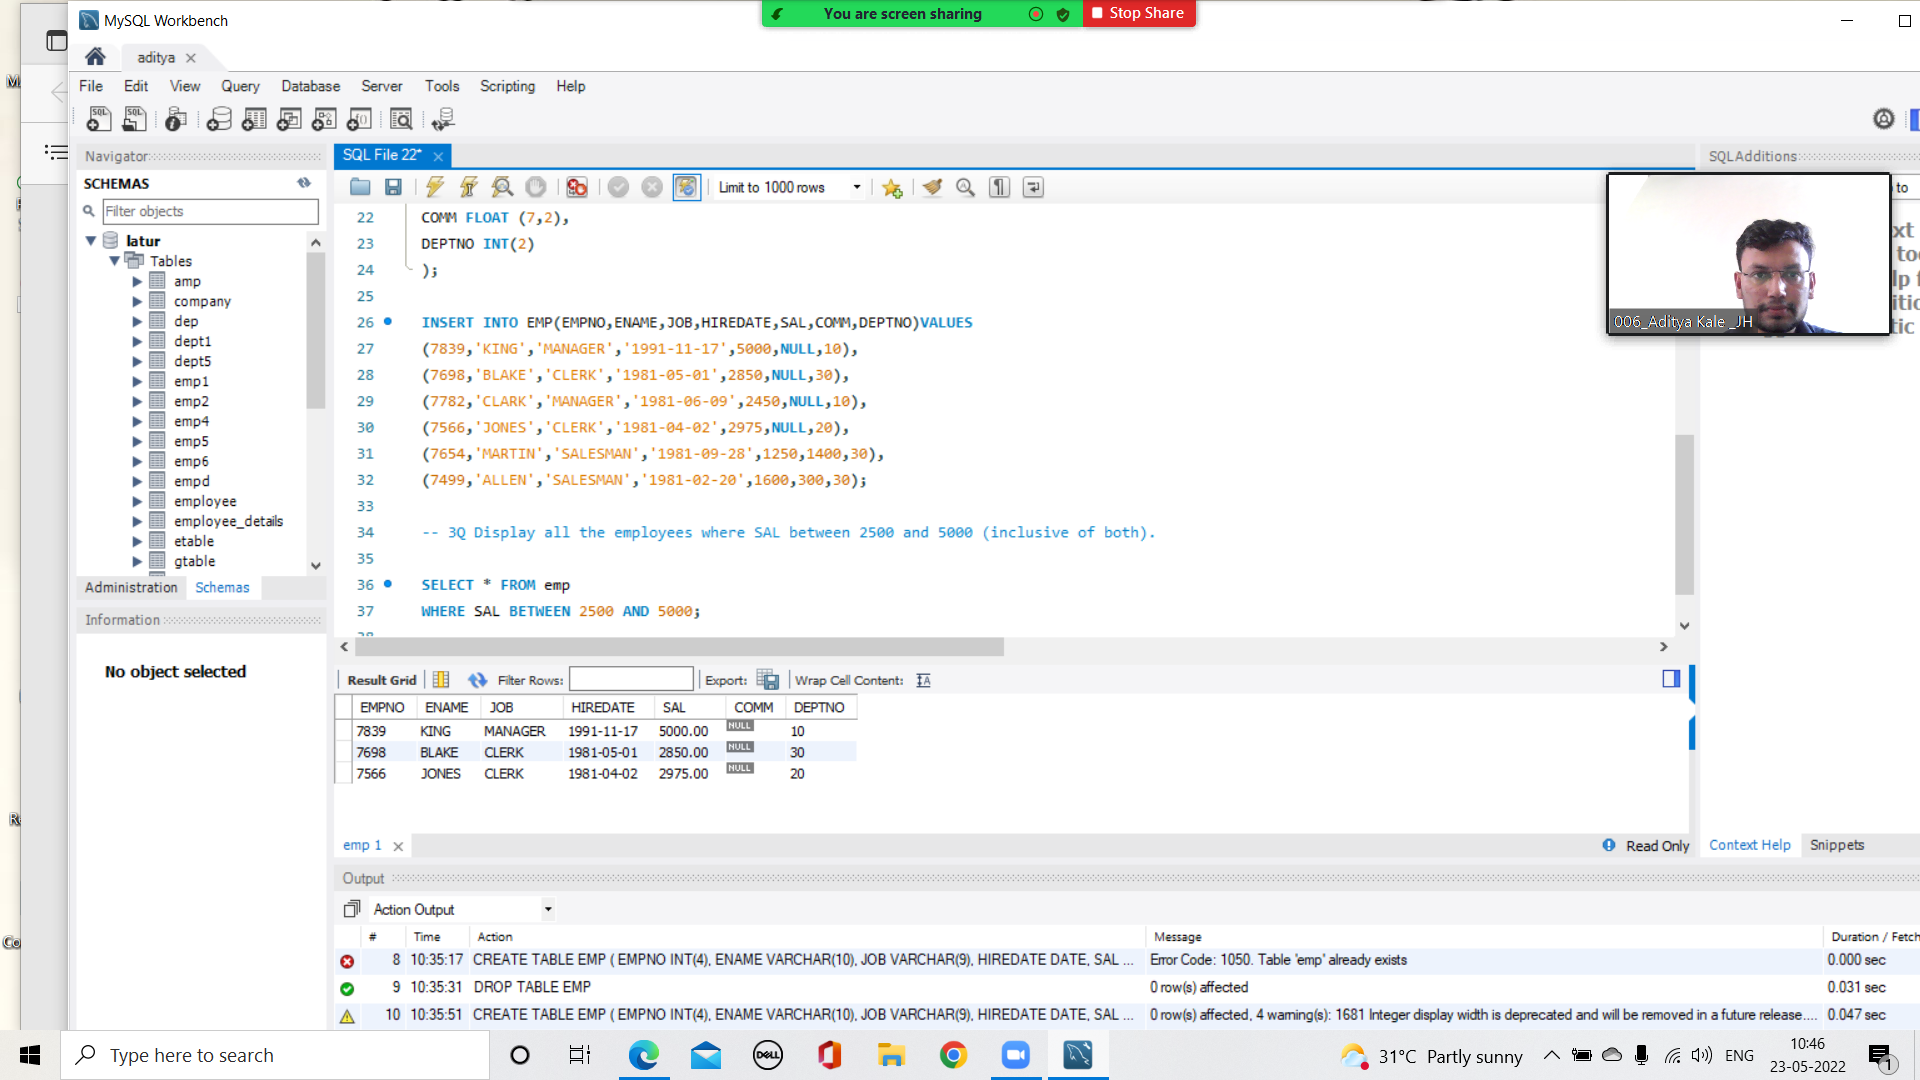 MySQL Workbench
You are screen sharing
Stop Share
aditya
File Edit View Query Database Server Tools Scripting Help
Navigator
SCHEMAS
Filter objects
latur
Tables
amp
company
dep
dept1
dept5
emp1
emp2
emp4
emp5
emp6
empd
employee
employee_details
etable
gtable
Administration Schemas
Information
No object selected
SQL File 22*
Limit to 1000 rows
22 COMM FLOAT (7,2),
23 DEPTNO INT(2)
24 );
25
26 INSERT INTO EMP(EMPNO,ENAME,JOB,HIREDATE,SAL,COMM,DEPTNO)VALUES
27 (7839,'KING','MANAGER','1991-11-17',5000,NULL,10),
28 (7698,'BLAKE','CLERK','1981-05-01',2850,NULL,30),
29 (7782,'CLARK','MANAGER','1981-06-09',2450,NULL,10),
30 (7566,'JONES','CLERK','1981-04-02',2975,NULL,20),
31 (7654,'MARTIN','SALESMAN','1981-09-28',1250,1400,30),
32 (7499,'ALLEN','SALESMAN','1981-02-20',1600,300,30);
33
34 -- 3Q Display all the employees where SAL between 2500 and 5000 (inclusive of both).
35
36 SELECT * FROM emp
37 WHERE SAL BETWEEN 2500 AND 5000;
38
Result Grid Filter Rows: Export: Wrap Cell Content:
EMPNO ENAME JOB HIREDATE SAL COMM DEPTNO
7839 KING MANAGER 1991-11-17 5000.00 NULL 10
7698 BLAKE CLERK 1981-05-01 2850.00 NULL 30
7566 JONES CLERK 1981-04-02 2975.00 NULL 20
emp 1
Read Only
SQLAdditions
to
006_Aditya Kale _JH
Context Help Snippets
Output
Action Output
# Time Action Message Duration / Fetch
8 10:35:17 CREATE TABLE EMP ( EMPNO INT(4), ENAME VARCHAR(10), JOB VARCHAR(9), HIREDATE DATE, SAL ... Error Code: 1050. Table 'emp' already exists 0.000 sec
9 10:35:31 DROP TABLE EMP 0 row(s) affected 0.031 sec
10 10:35:51 CREATE TABLE EMP ( EMPNO INT(4), ENAME VARCHAR(10), JOB VARCHAR(9), HIREDATE DATE, SAL ... 0 row(s) affected, 4 warning(s): 1681 Integer display width is deprecated and will be removed in a future release.... 0.047 sec
Type here to search
DELL
31°C Partly sunny
ENG
10:46
23-05-2022
1